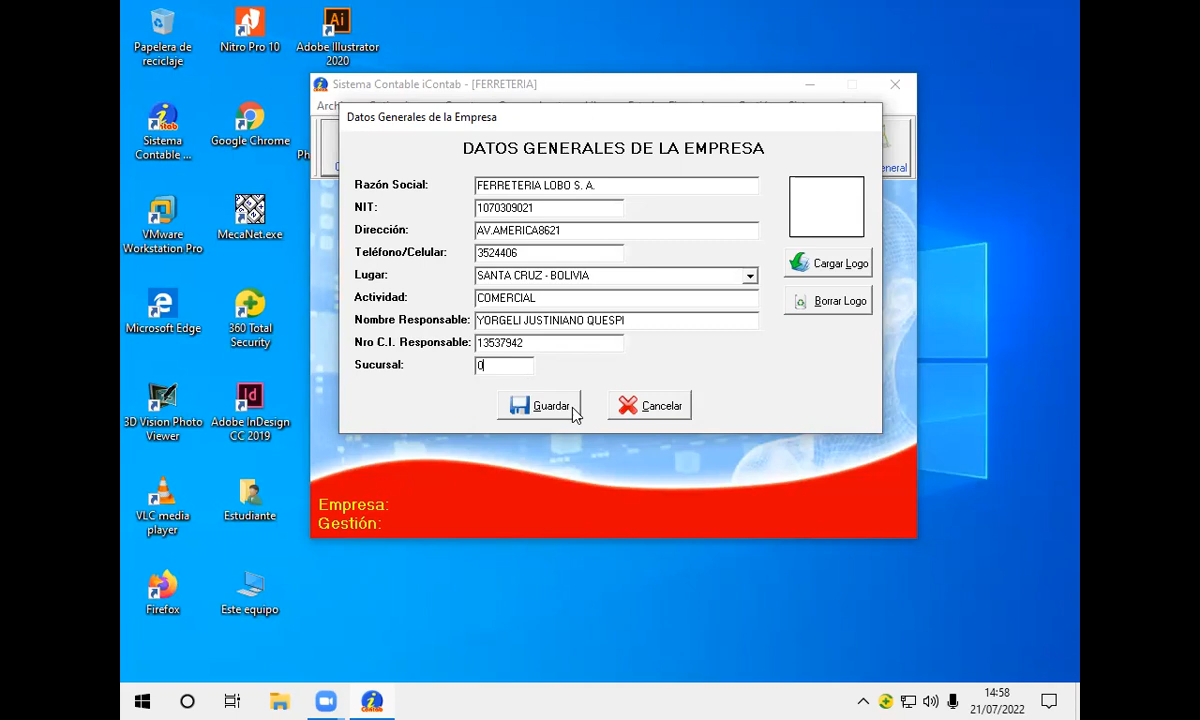 Papelera de
reciclaje
Nitro Pro 10
Adobe Illustrator
2020
Sistema
Contable ...
Google Chrome
Ph
VMware
Workstation Pro
MecaNet.exe
Microsoft Edge
360 Total
Security
3D Vision Photo
Viewer
Adobe InDesign
CC 2019
VLC media
player
Estudiante
Firefox
Este equipo
Sistema Contable iContab - [FERRETERIA]
Datos Generales de la Empresa
DATOS GENERALES DE LA EMPRESA
Razón Social: FERRETERIA LOBO S. A.
NIT: 1070309021
Dirección: AV.AMERICA8621
Teléfono/Celular: 3524406
Lugar: SANTA CRUZ - BOLIVIA
Actividad: COMERCIAL
Nombre Responsable: YORGELI JUSTINIANO QUESPI
Nro C.I. Responsable: 13537942
Sucursal: 0
Cargar Logo
Borrar Logo
Guardar
Cancelar
eneral
Empresa:
Gestión:
14:58
21/07/2022